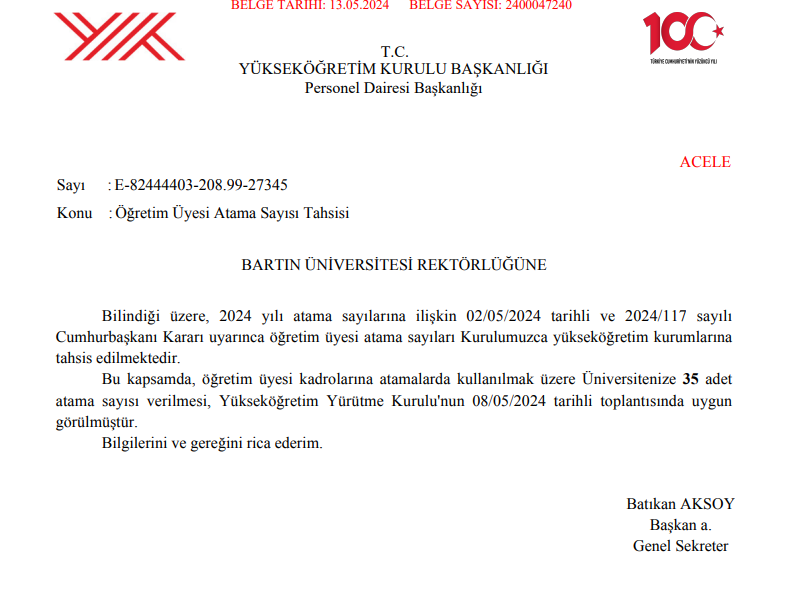 BELGE TARİHİ: 13.05.2024 BELGE SAYISI: 2400047240
100
TÜRKİYE CUMHURİYETİ'NİN YÜZÜNCÜ YILI
T.C.
YÜKSEKÖĞRETİM KURULU BAŞKANLIĞI
Personel Dairesi Başkanlığı
ACELE
Sayı : E-82444403-208.99-27345
Konu : Öğretim Üyesi Atama Sayısı Tahsisi
BARTIN ÜNİVERSİTESİ REKTÖRLÜĞÜNE
Bilindiği üzere, 2024 yılı atama sayılarına ilişkin 02/05/2024 tarihli ve 2024/117 sayılı
Cumhurbaşkanı Kararı uyarınca öğretim üyesi atama sayıları Kurulumuzca yükseköğretim kurumlarına
tahsis edilmektedir.
Bu kapsamda, öğretim üyesi kadrolarına atamalarda kullanılmak üzere Üniversitenize 35 adet
atama sayısı verilmesi, Yükseköğretim Yürütme Kurulu'nun 08/05/2024 tarihli toplantısında uygun
görülmüştür.
Bilgilerini ve gereğini rica ederim.
Batıkan AKSOY
Başkan a.
Genel Sekreter